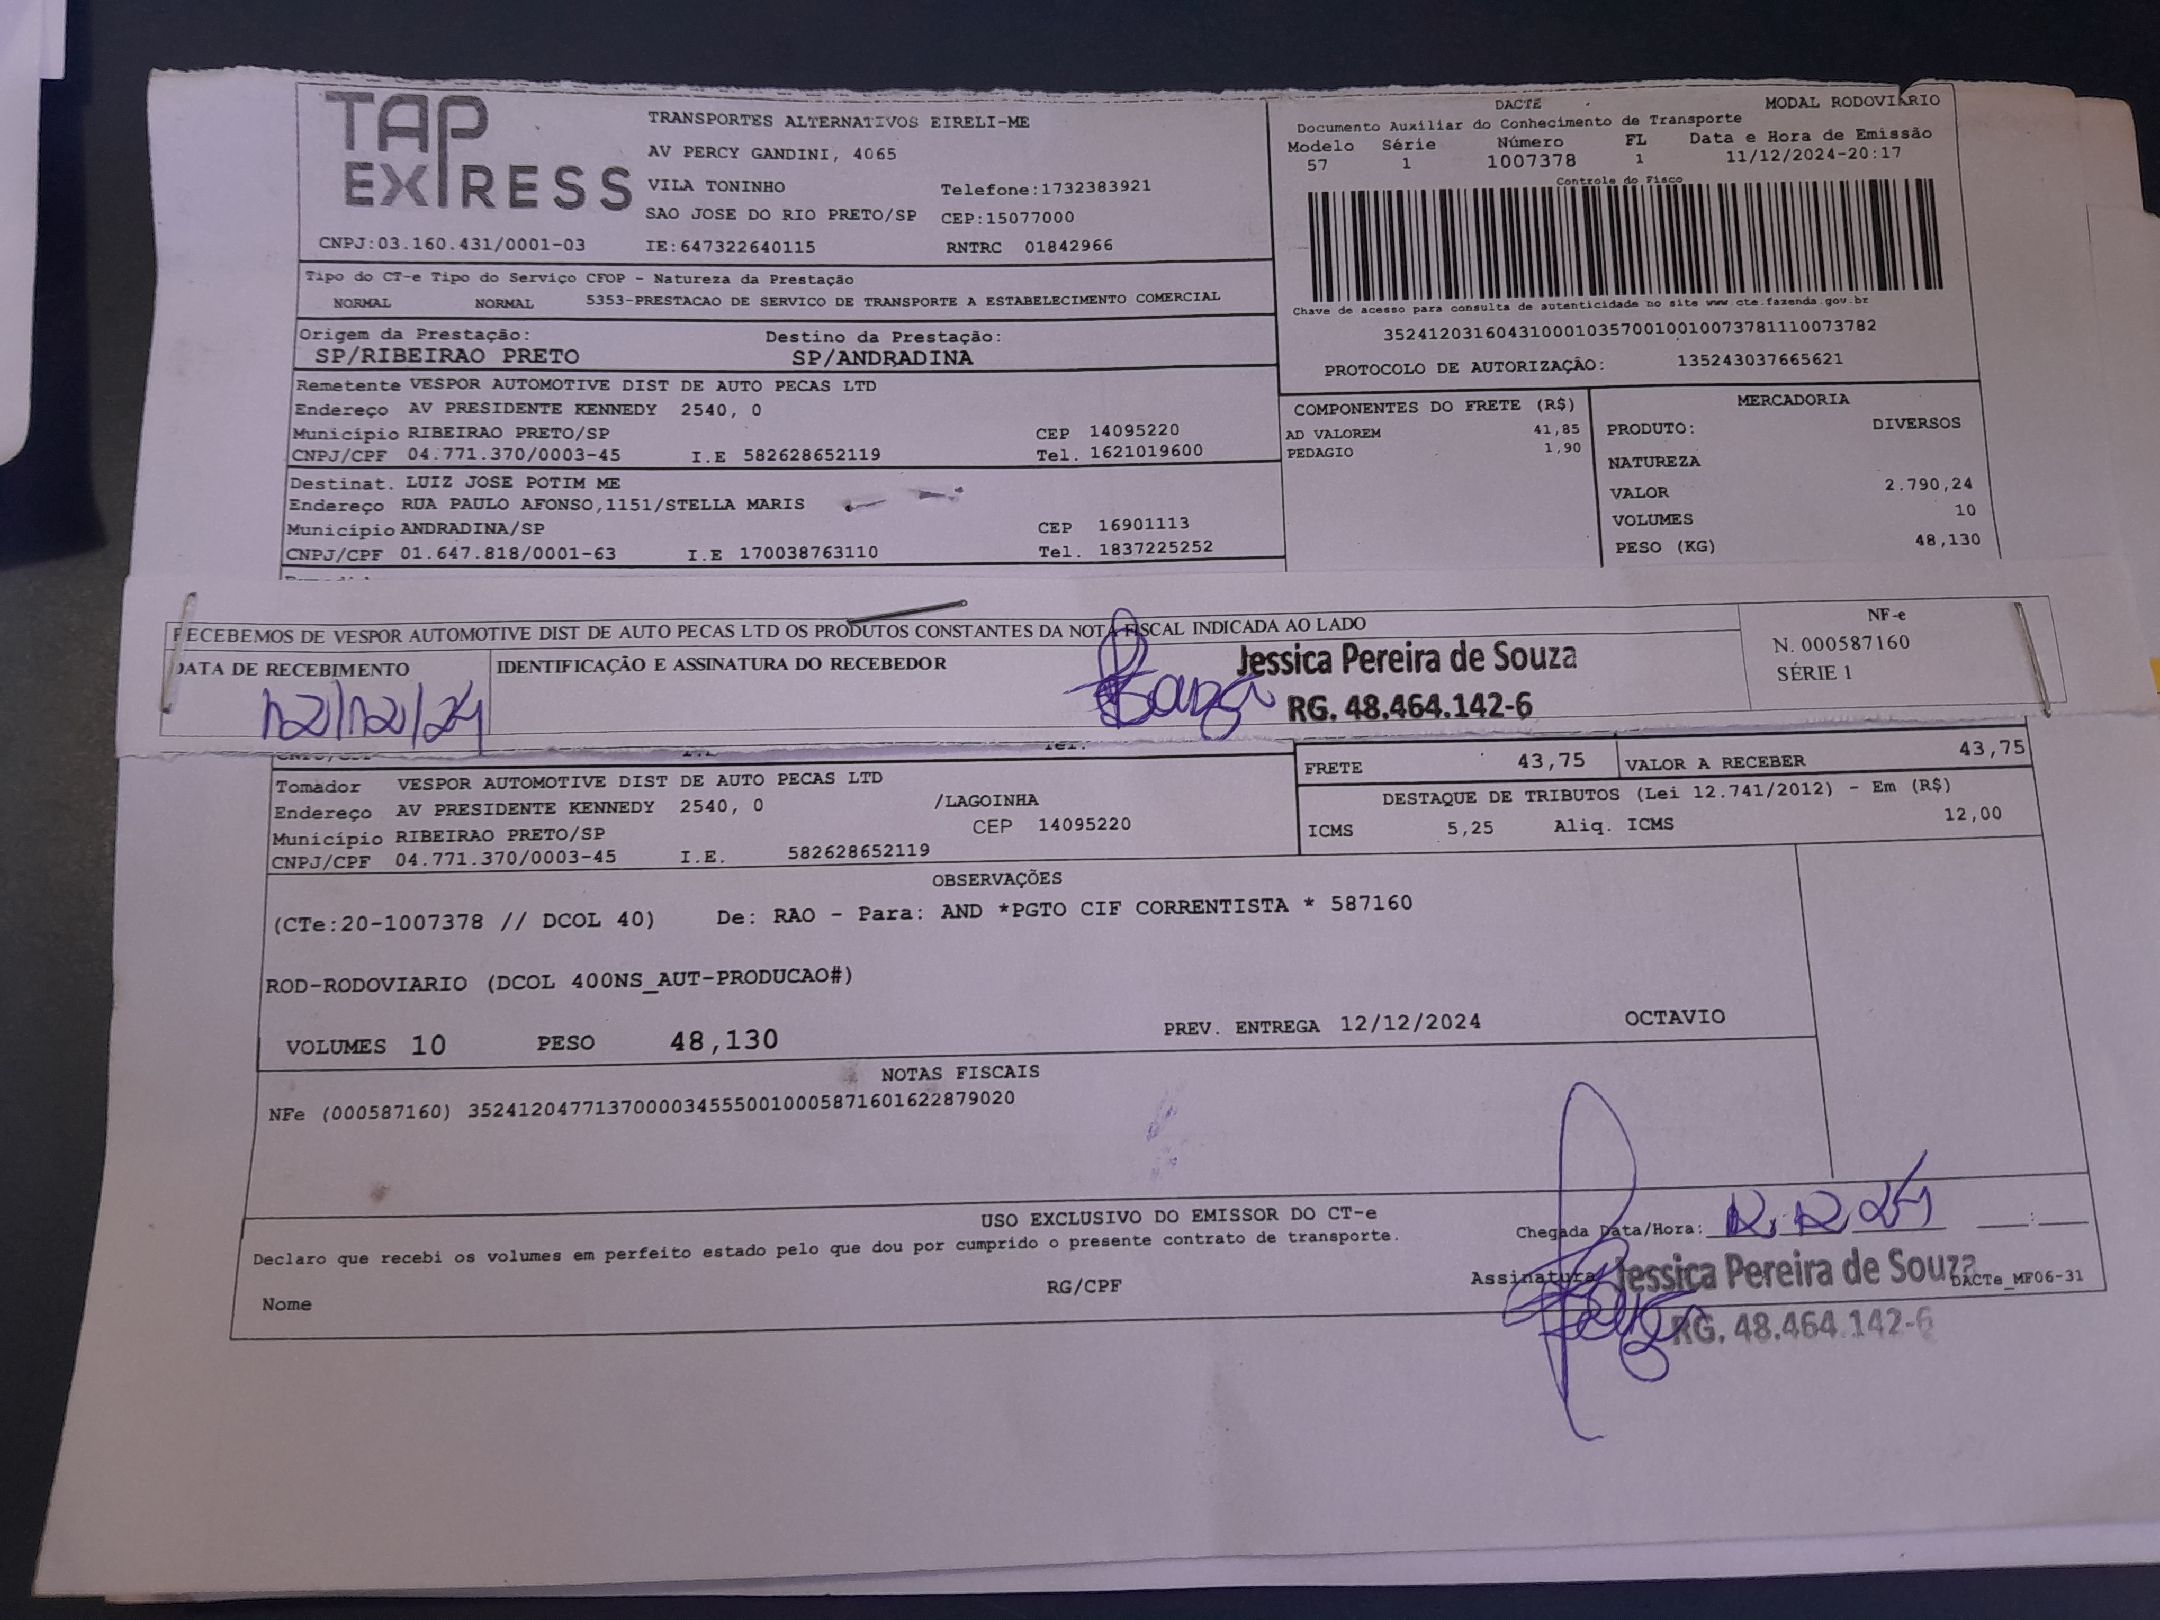 TAP EXPRESS
TRANSPORTES ALTERNATIVOS EIRELI-ME
AV PERCY GANDINI, 4065
VILA TONINHO Telefone:1732383921
SAO JOSE DO RIO PRETO/SP CEP:15077000
CNPJ:03.160.431/0001-03 IE:647322640115 RNTRC 01842966
DACTE MODAL RODOVIÁRIO
Documento Auxiliar do Conhecimento de Transporte
Modelo Série Número FL Data e Hora de Emissão
57 1 1007378 1 11/12/2024-20:17
Controle do Fisco
Chave de acesso para consulta de autenticidade no site www.cte.fazenda.gov.br
35241203160431000103570010010073781110073782
PROTOCOLO DE AUTORIZAÇÃO: 135243037665621
Tipo do CT-e Tipo do Serviço CFOP - Natureza da Prestação
NORMAL NORMAL 5353-PRESTACAO DE SERVICO DE TRANSPORTE A ESTABELECIMENTO COMERCIAL
Origem da Prestação: Destino da Prestação:
SP/RIBEIRAO PRETO SP/ANDRADINA
Remetente VESPOR AUTOMOTIVE DIST DE AUTO PECAS LTD
Endereço AV PRESIDENTE KENNEDY 2540, 0
Município RIBEIRAO PRETO/SP CEP 14095220
CNPJ/CPF 04.771.370/0003-45 I.E 582628652119 Tel. 1621019600
Destinat. LUIZ JOSE POTIM ME
Endereço RUA PAULO AFONSO,1151/STELLA MARIS
Município ANDRADINA/SP CEP 16901113
CNPJ/CPF 01.647.818/0001-63 I.E 170038763110 Tel. 1837225252
COMPONENTES DO FRETE (R$)
AD VALOREM 41,85
PEDAGIO 1,90
MERCADORIA
PRODUTO: DIVERSOS
NATUREZA
VALOR 2.790,24
VOLUMES 10
PESO (KG) 48,130
RECEBEMOS DE VESPOR AUTOMOTIVE DIST DE AUTO PECAS LTD OS PRODUTOS CONSTANTES DA NOTA FISCAL INDICADA AO LADO
DATA DE RECEBIMENTO IDENTIFICAÇÃO E ASSINATURA DO RECEBEDOR
12/12/24
Souza
Jessica Pereira de Souza
RG. 48.464.142-6
NF-e
N. 000587160
SÉRIE 1
Tomador VESPOR AUTOMOTIVE DIST DE AUTO PECAS LTD
Endereço AV PRESIDENTE KENNEDY 2540, 0 /LAGOINHA
Município RIBEIRAO PRETO/SP CEP 14095220
CNPJ/CPF 04.771.370/0003-45 I.E. 582628652119
FRETE 43,75 VALOR A RECEBER 43,75
DESTAQUE DE TRIBUTOS (Lei 12.741/2012) - Em (R$)
ICMS 5,25 Aliq. ICMS 12,00
OBSERVAÇÕES
(CTe:20-1007378 // DCOL 40) De: RAO - Para: AND *PGTO CIF CORRENTISTA * 587160
ROD-RODOVIARIO (DCOL 400NS_AUT-PRODUCAO#)
VOLUMES 10 PESO 48,130 PREV. ENTREGA 12/12/2024 OCTAVIO
NOTAS FISCAIS
NFe (000587160) 35241204771370000345550010005871601622879020
USO EXCLUSIVO DO EMISSOR DO CT-e
Declaro que recebi os volumes em perfeito estado pelo que dou por cumprido o presente contrato de transporte.
Chegada Data/Hora: 12 12 24 :
Nome RG/CPF Assinatura
Jessica Pereira de Souza
DACTe_MF06-31
RG. 48.464.142-6